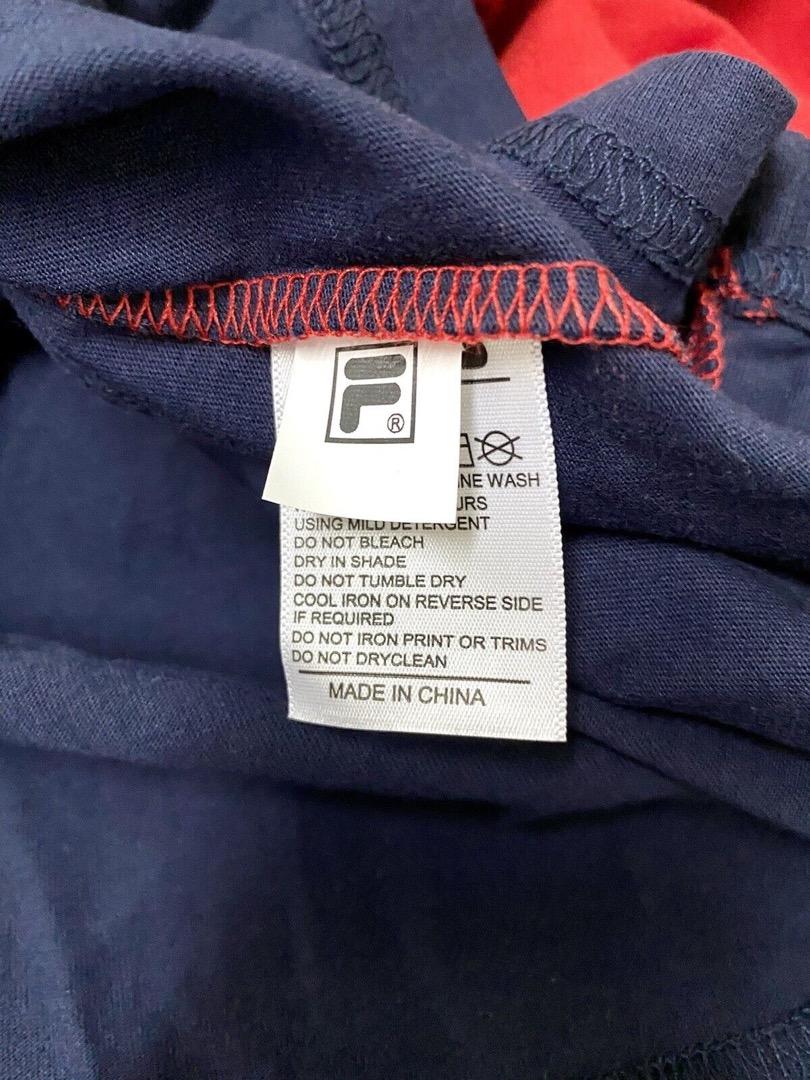 F®
NE WASH
URS
USING MILD DETERGENT
DO NOT BLEACH
DRY IN SHADE
DO NOT TUMBLE DRY
COOL IRON ON REVERSE SIDE
IF REQUIRED
DO NOT IRON PRINT OR TRIMS
DO NOT DRYCLEAN
MADE IN CHINA